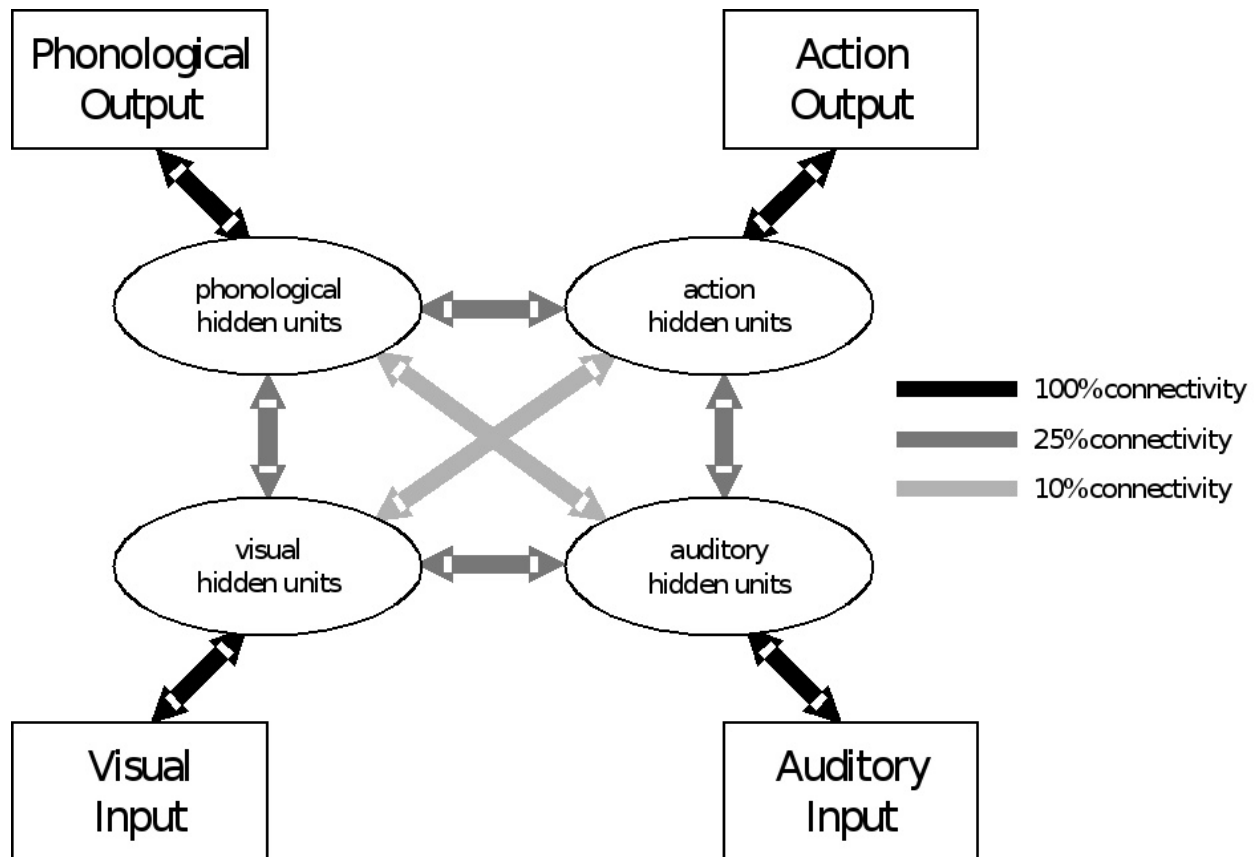 Phonological
Output
Action
Output
phonological
hidden units
action
hidden units
100% connectivity
25% connectivity
10% connectivity
visual
hidden units
auditory
hidden units
Visual
Input
Auditory
Input